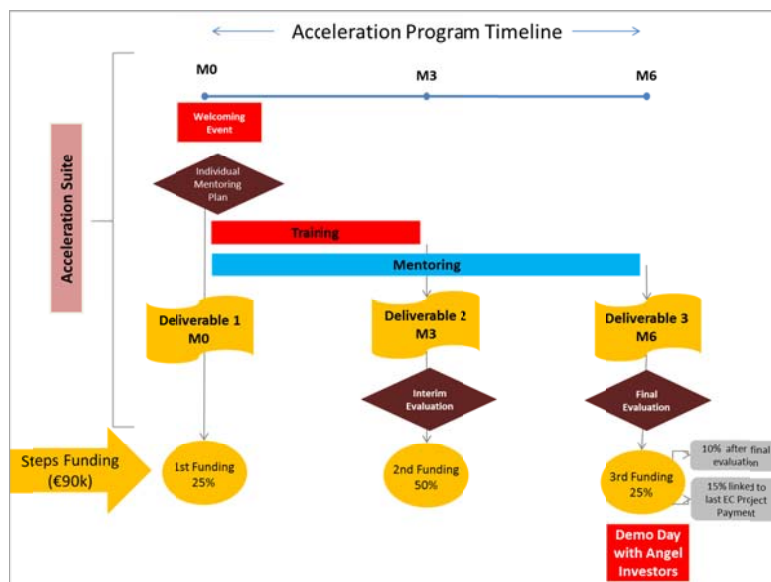 Acceleration Program Timeline
M0
M3
M6
Welcoming
Event
Acceleration Suite
Individual
Mentoring
Plan
Training
Mentoring
Deliverable 1
M0
Deliverable 2
M3
Deliverable 3
M6
Interim
Evaluation
Final
Evaluation
Steps Funding
(€90k)
1st Funding
25%
2nd Funding
50%
3rd Funding
25%
10% after final
evaluation
15% linked to
last EC Project
Payment
Demo Day
with Angel
Investors